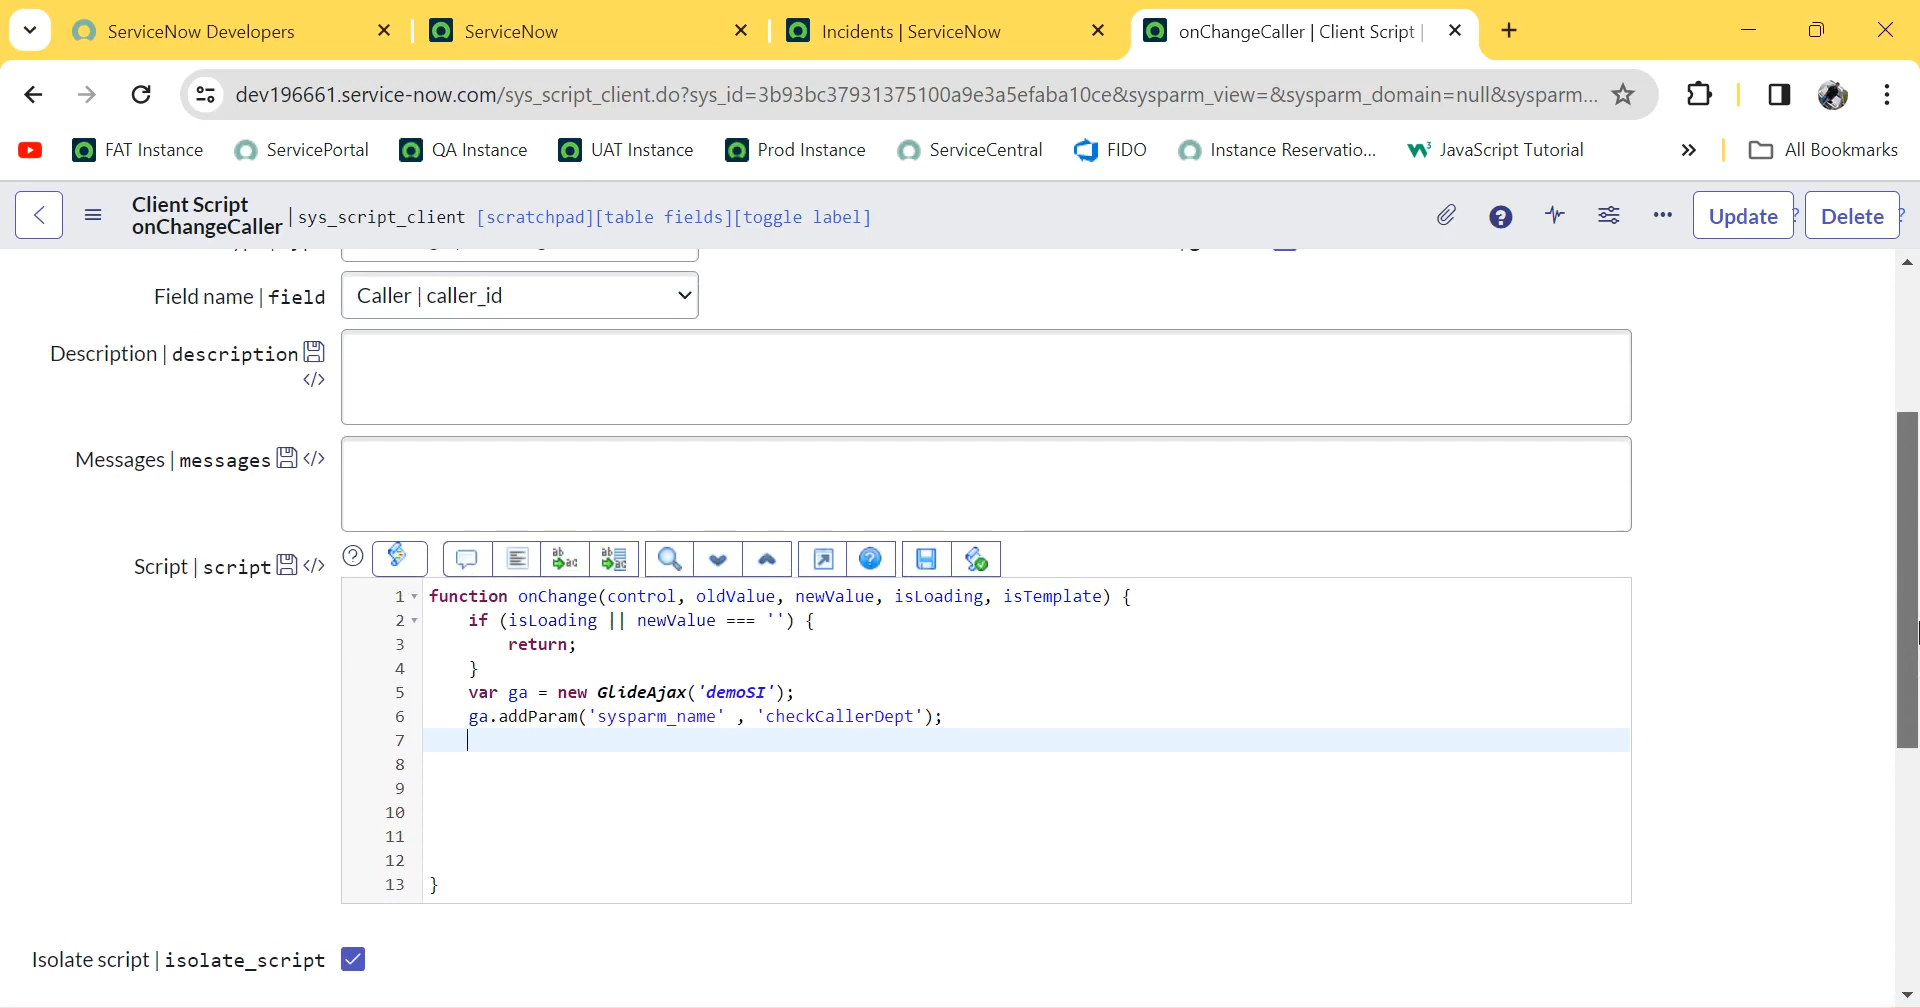 ServiceNow Developers
ServiceNow
Incidents | ServiceNow
onChangeCaller | Client Script |
dev196661.service-now.com/sys_script_client.do?sys_id=3b93bc37931375100a9e3a5efaba10ce&sysparm_view=&sysparm_domain=null&sysparm...
FAT Instance
ServicePortal
QA Instance
UAT Instance
Prod Instance
ServiceCentral
FIDO
Instance Reservatio...
JavaScript Tutorial
All Bookmarks
Client Script
onChangeCaller | sys_script_client [scratchpad][table fields][toggle label]
Update
Delete
Field name | field
Caller | caller_id
Description | description
Messages | messages
Script | script
1 function onChange(control, oldValue, newValue, isLoading, isTemplate) {
2 if (isLoading || newValue === '') {
3 return;
4 }
5 var ga = new GlideAjax('demoSI');
6 ga.addParam('sysparm_name' , 'checkCallerDept');
7
8
9
10
11
12
13 }
Isolate script | isolate_script